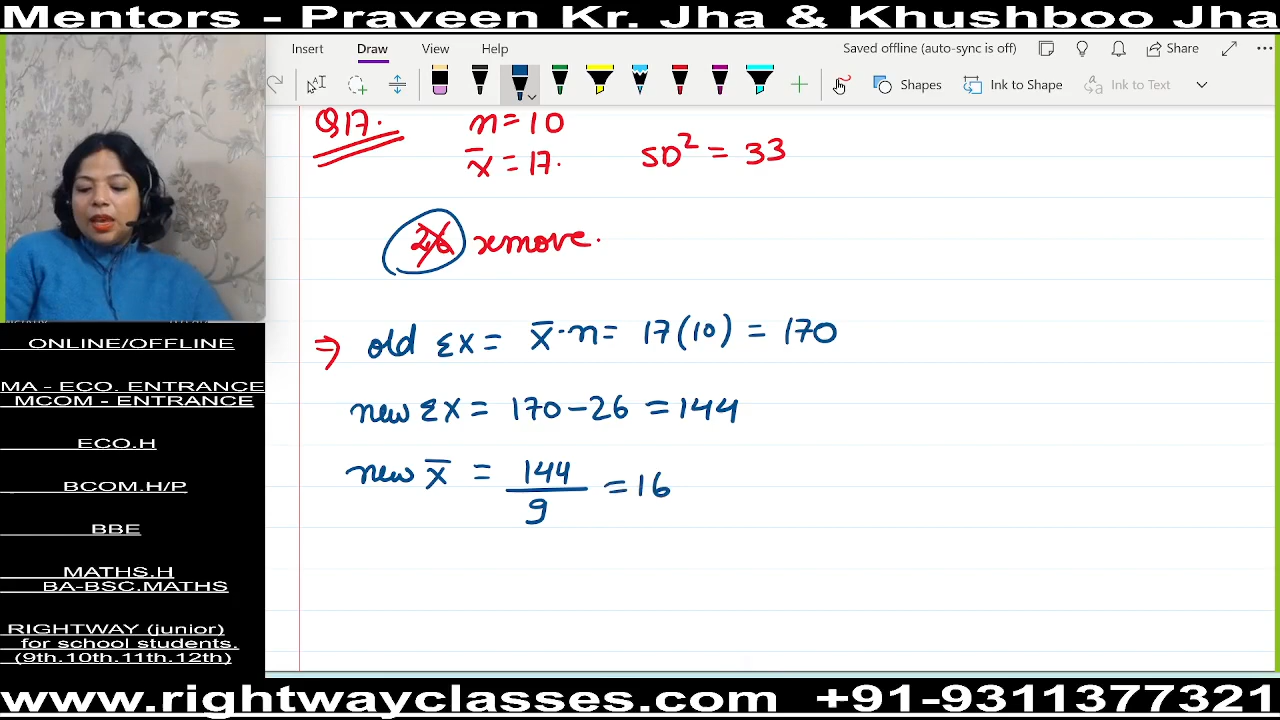 Mentors - Praveen Kr. Jha & Khushboo Jha
Insert Draw View Help Saved offline (auto-sync is off) Share
Shapes Ink to Shape Ink to Text
Q17. n = 10
x̄ = 17. SD² = 33
26 remove.
⇒ old ΣX = X̄·n = 17(10) = 170
new ΣX = 170 - 26 = 144
new X̄ = 144/9 = 16
ONLINE/OFFLINE
MA - ECO. ENTRANCE
MCOM - ENTRANCE
ECO.H
BCOM.H/P
BBE
MATHS.H
BA-BSC.MATHS
RIGHTWAY (junior)
for school students.
(9th.10th.11th.12th)
www.rightwayclasses.com +91-9311377321